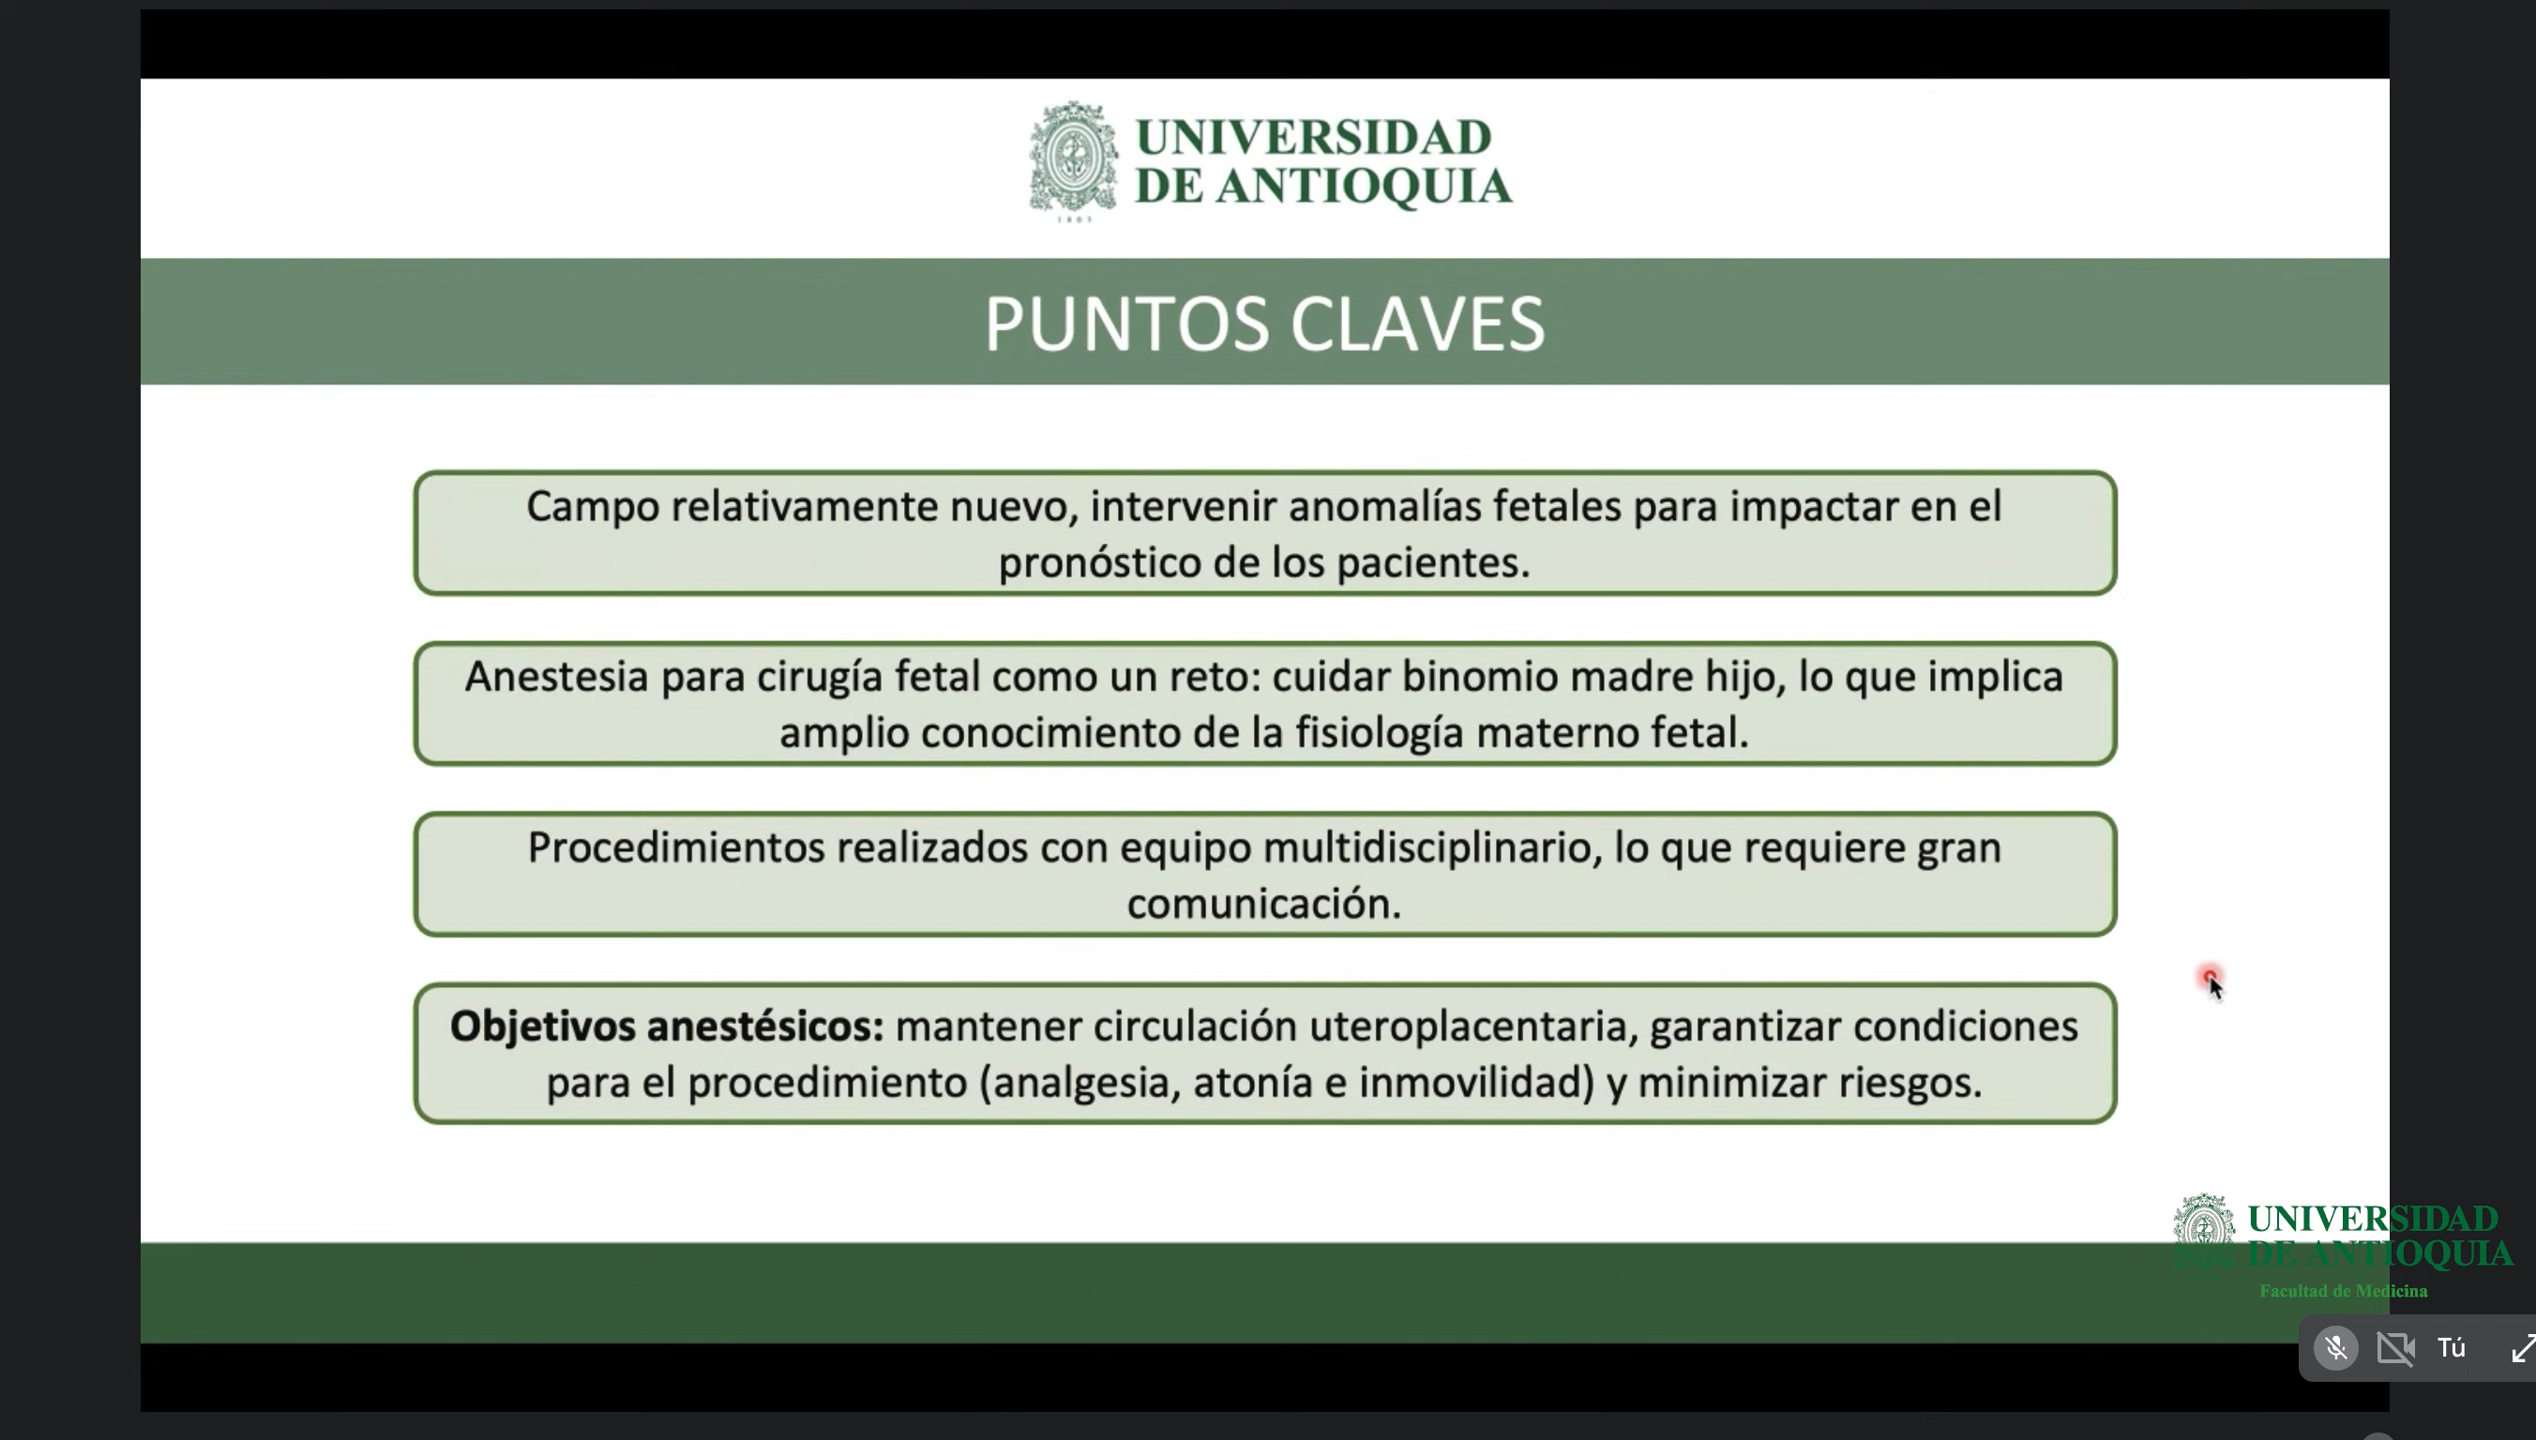 UNIVERSIDAD
DE ANTIOQUIA
1803
PUNTOS CLAVES
Campo relativamente nuevo, intervenir anomalías fetales para impactar en el
pronóstico de los pacientes.
Anestesia para cirugía fetal como un reto: cuidar binomio madre hijo, lo que implica
amplio conocimiento de la fisiología materno fetal.
Procedimientos realizados con equipo multidisciplinario, lo que requiere gran
comunicación.
Objetivos anestésicos: mantener circulación uteroplacentaria, garantizar condiciones
para el procedimiento (analgesia, atonía e inmovilidad) y minimizar riesgos.
UNIVERSIDAD
DE ANTIOQUIA
Facultad de Medicina
Tú